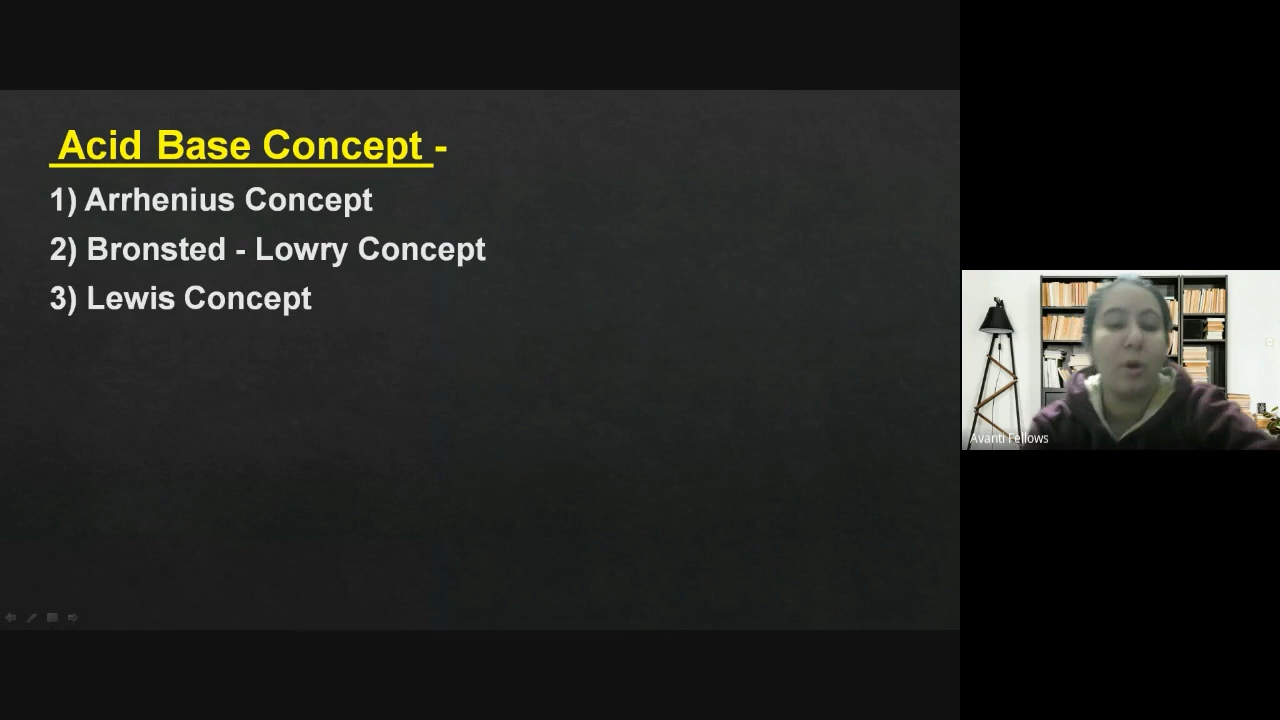 Acid Base Concept -
1) Arrhenius Concept
2) Bronsted - Lowry Concept
3) Lewis Concept
Avanti Fellows